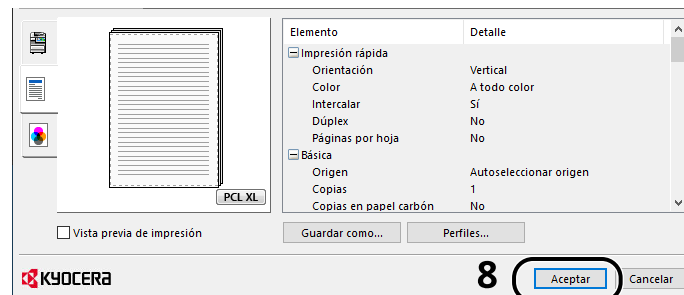 Elemento Detalle
Impresión rápida
Orientación Vertical
Color A todo color
Intercalar Sí
Dúplex No
Páginas por hoja No
Básica
Origen Autoseleccionar origen
Copias 1
Copias en papel carbón No
PCL XL
Vista previa de impresión Guardar como... Perfiles...
KYOCERA 8 Aceptar Cancelar